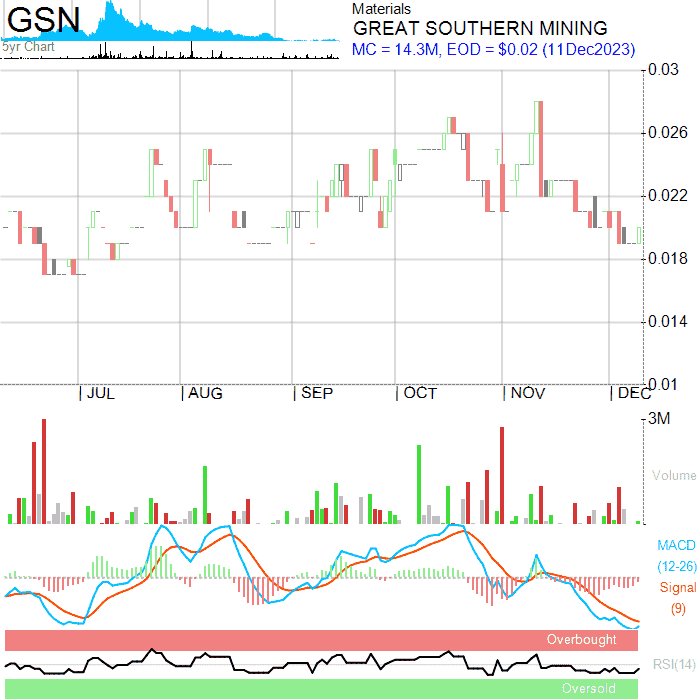 GSN
5yr Chart
Materials
GREAT SOUTHERN MINING
MC = 14.3M, EOD = $0.02 (11Dec2023)
0.03
0.026
0.022
0.018
0.014
0.01
JUL AUG SEP OCT NOV DEC
3M
Volume
MACD
(12-26)
Signal
(9)
Overbought
RSI(14)
Oversold